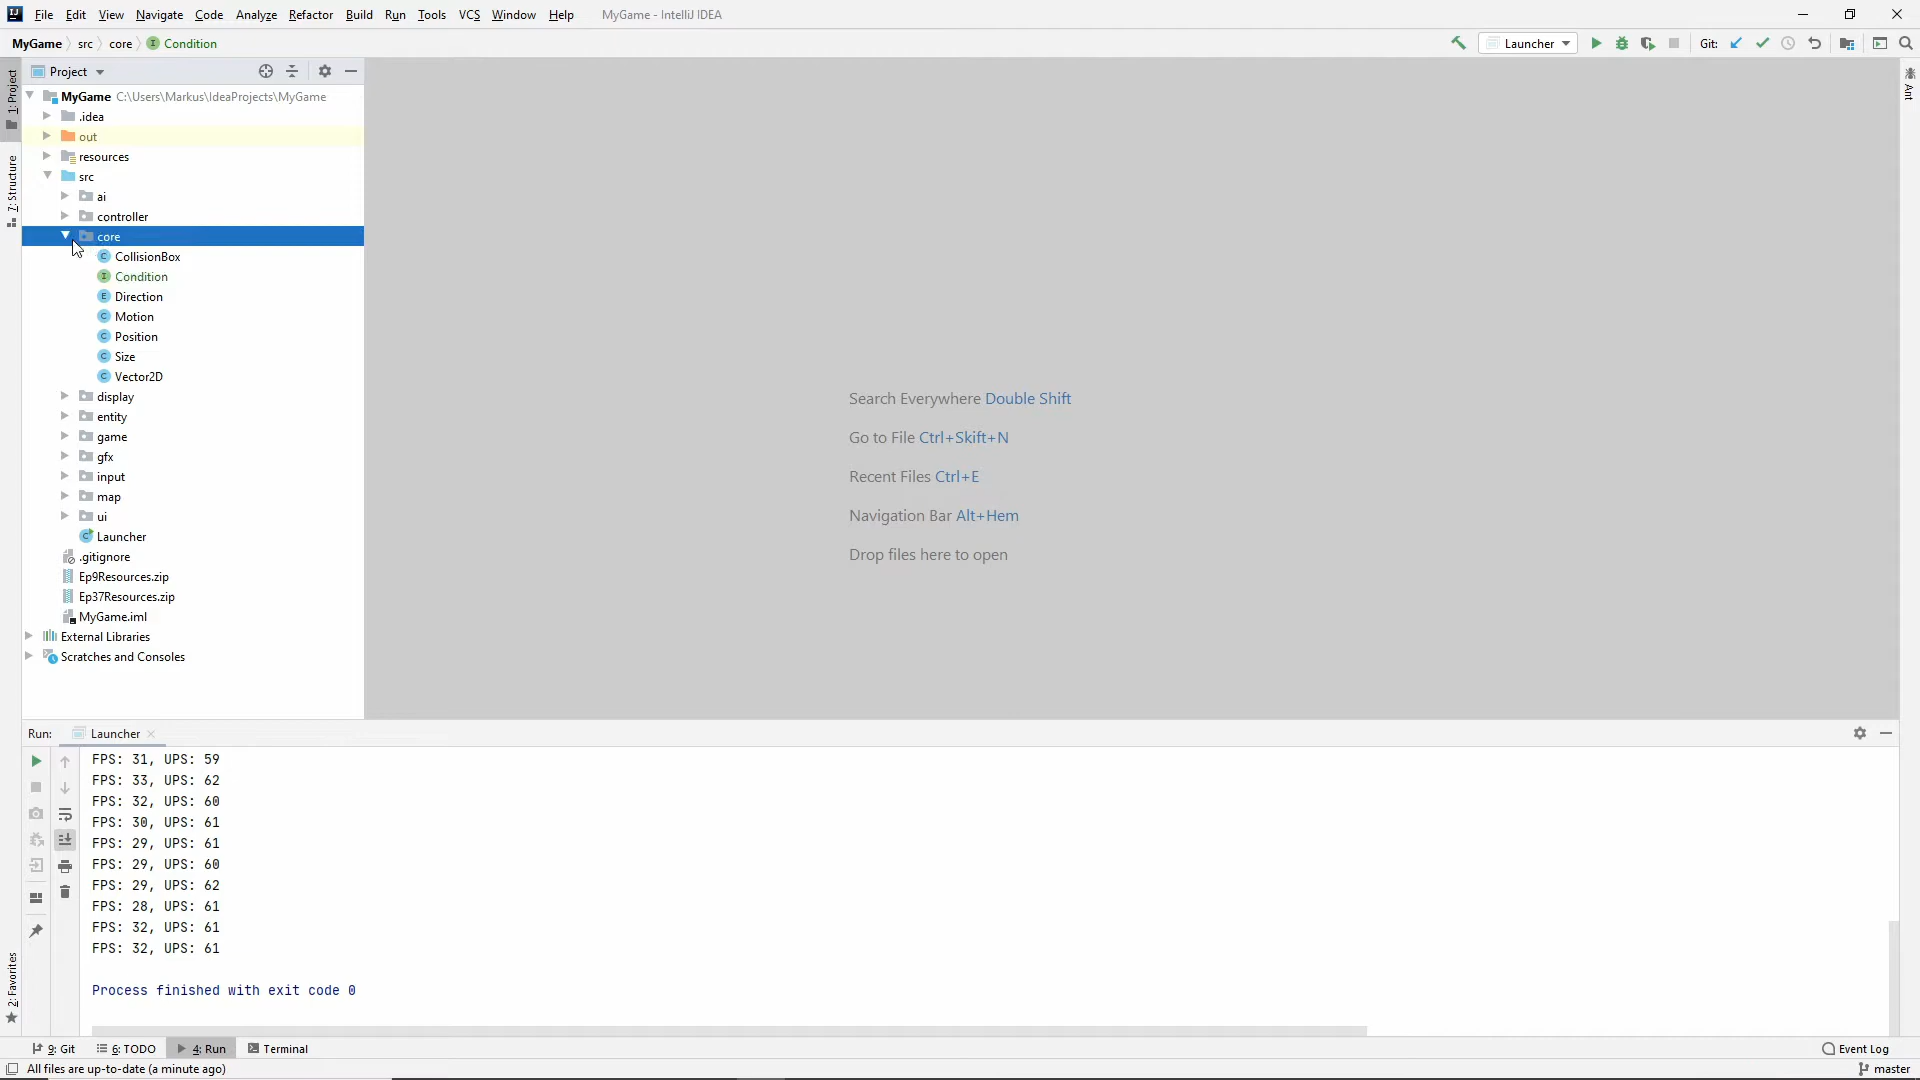 File Edit View Navigate Code Analyze Refactor Build Run Tools VCS Window Help MyGame - IntelliJ IDEA
MyGame src core Condition
Launcher Git:
1: Project
7: Structure
2: Favorites
Ant
Project
MyGame C:\Users\Markus\IdeaProjects\MyGame
.idea
out
resources
src
ai
controller
core
CollisionBox
Condition
Direction
Motion
Position
Size
Vector2D
display
entity
game
gfx
input
map
ui
Launcher
.gitignore
Ep9Resources.zip
Ep37Resources.zip
MyGame.iml
External Libraries
Scratches and Consoles
Search Everywhere Double Shift
Go to File Ctrl+Skift+N
Recent Files Ctrl+E
Navigation Bar Alt+Hem
Drop files here to open
Run: Launcher
FPS: 31, UPS: 59
FPS: 33, UPS: 62
FPS: 32, UPS: 60
FPS: 30, UPS: 61
FPS: 29, UPS: 61
FPS: 29, UPS: 60
FPS: 29, UPS: 62
FPS: 28, UPS: 61
FPS: 32, UPS: 61
FPS: 32, UPS: 61
Process finished with exit code 0
9: Git 6: TODO 4: Run Terminal Event Log
All files are up-to-date (a minute ago) master